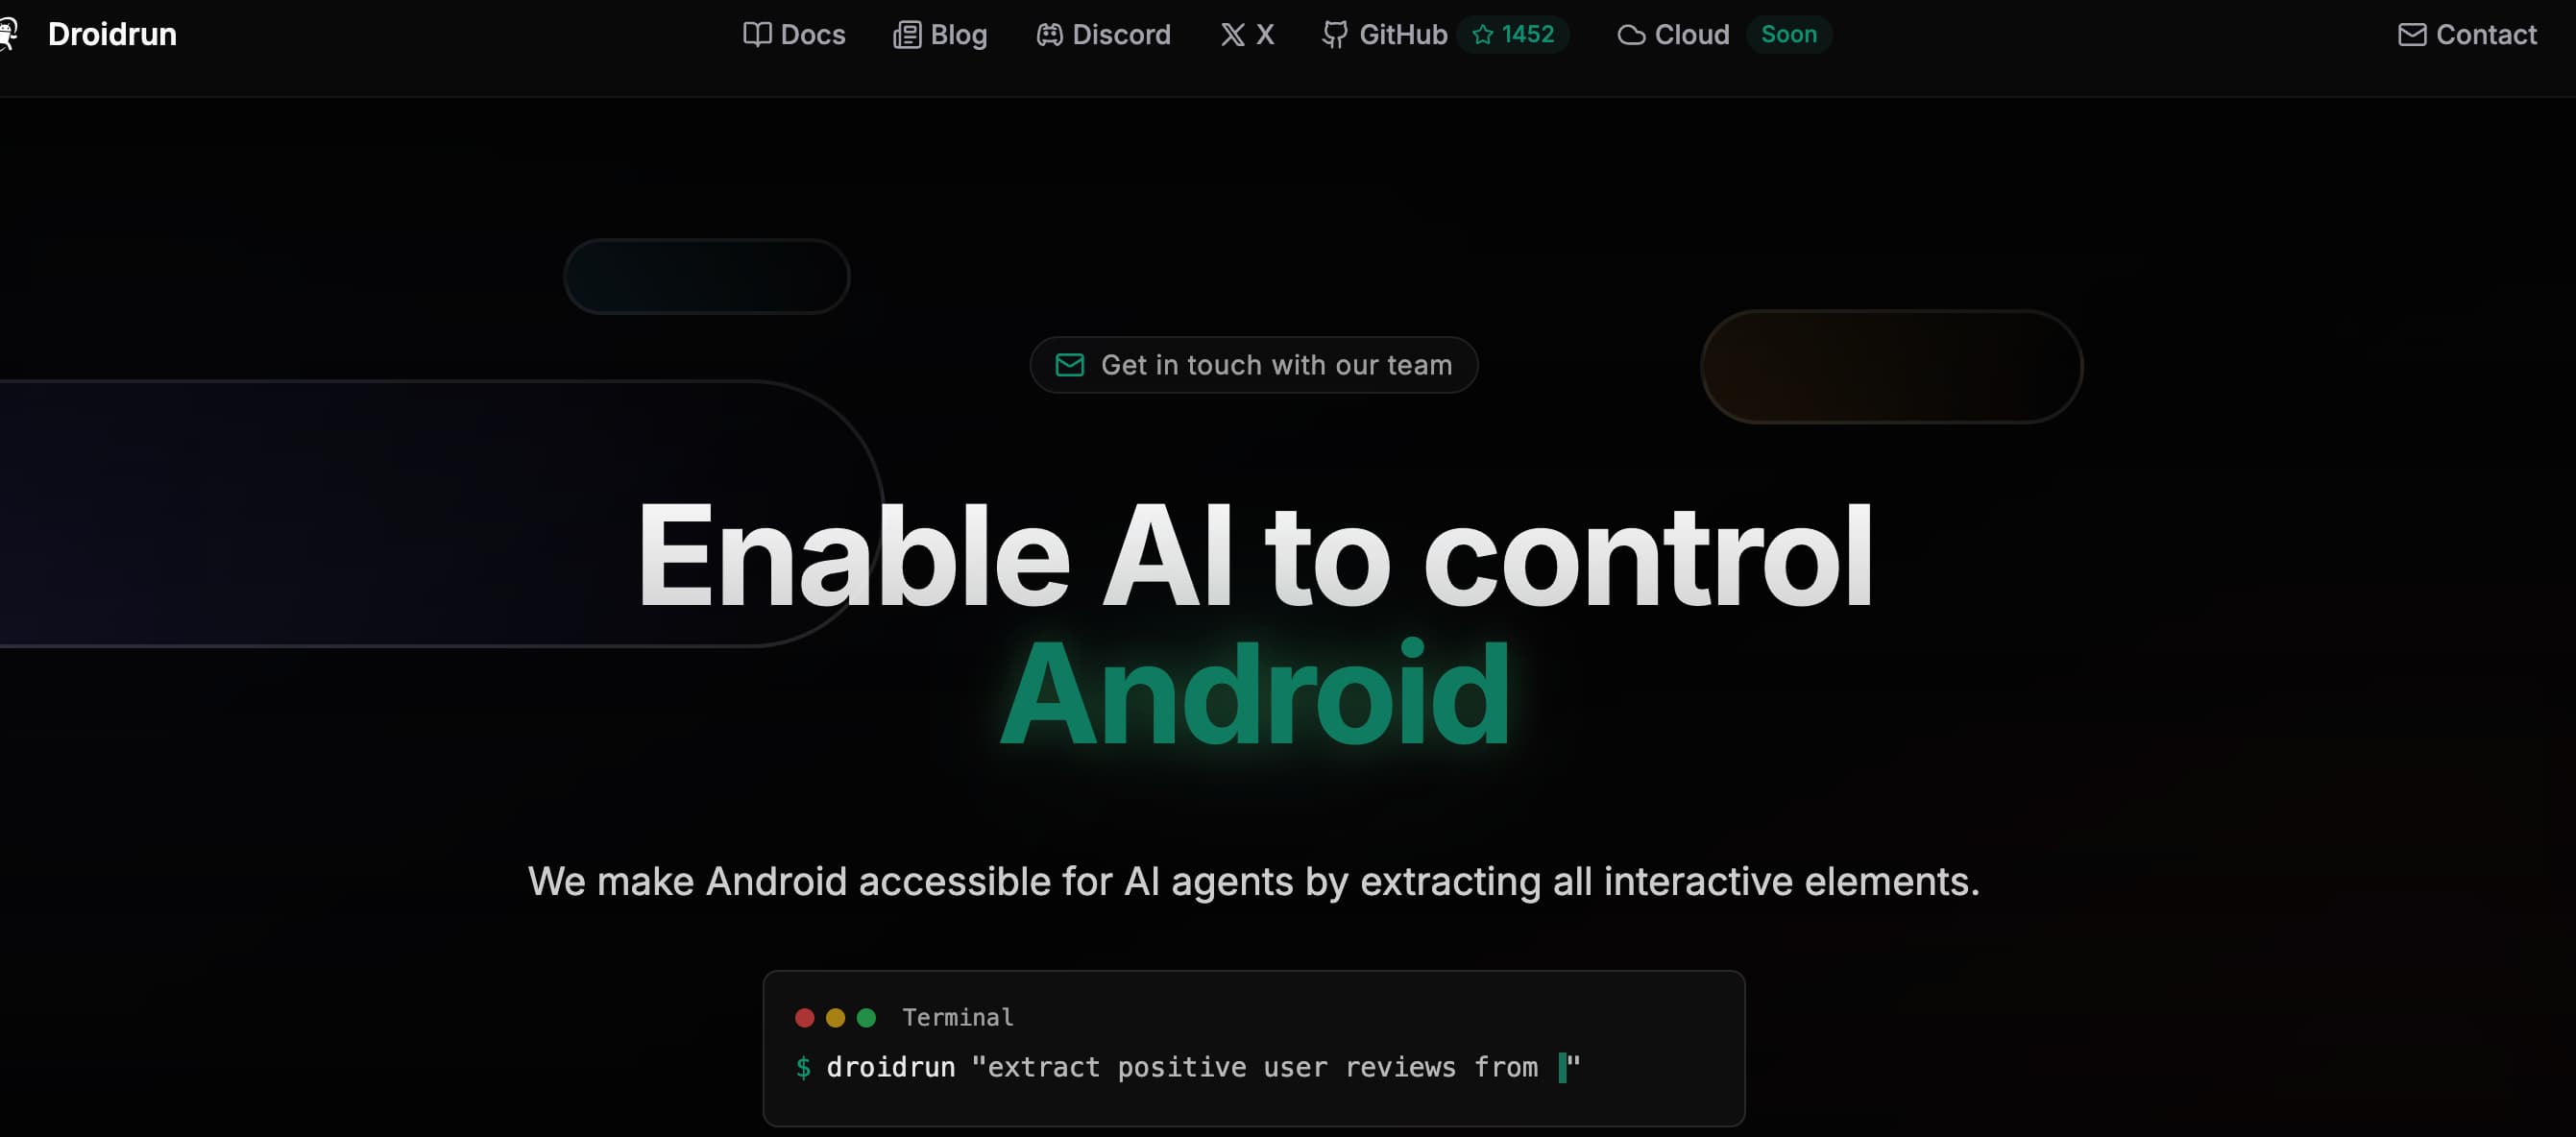 Droidrun
Docs Blog Discord X GitHub 1452 Cloud Soon
Contact
Get in touch with our team
Enable AI to control
Android
We make Android accessible for AI agents by extracting all interactive elements.
Terminal
$ droidrun "extract positive user reviews from "